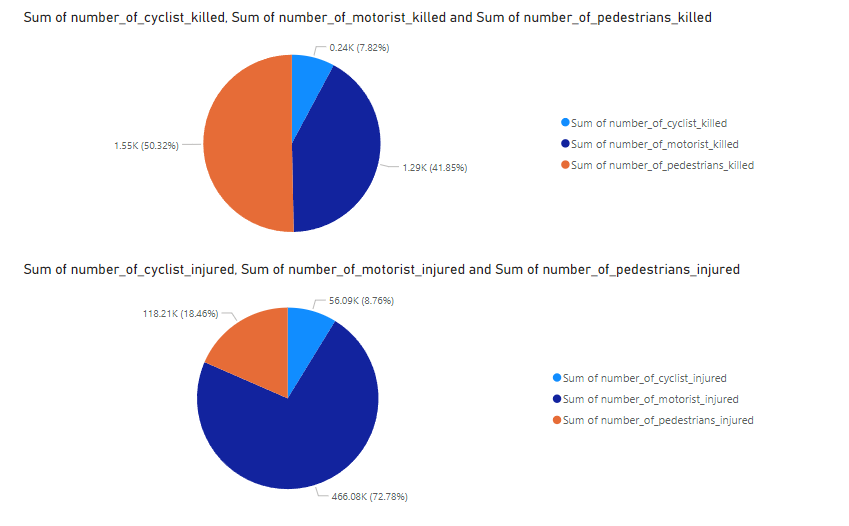 Sum of number_of_cyclist_killed, Sum of number_of_motorist_killed and Sum of number_of_pedestrians_killed
0.24K (7.82%)
1.55K (50.32%)
1.29K (41.85%)
Sum of number_of_cyclist_killed
Sum of number_of_motorist_killed
Sum of number_of_pedestrians_killed
Sum of number_of_cyclist_injured, Sum of number_of_motorist_injured and Sum of number_of_pedestrians_injured
56.09K (8.76%)
118.21K (18.46%)
466.08K (72.78%)
Sum of number_of_cyclist_injured
Sum of number_of_motorist_injured
Sum of number_of_pedestrians_injured